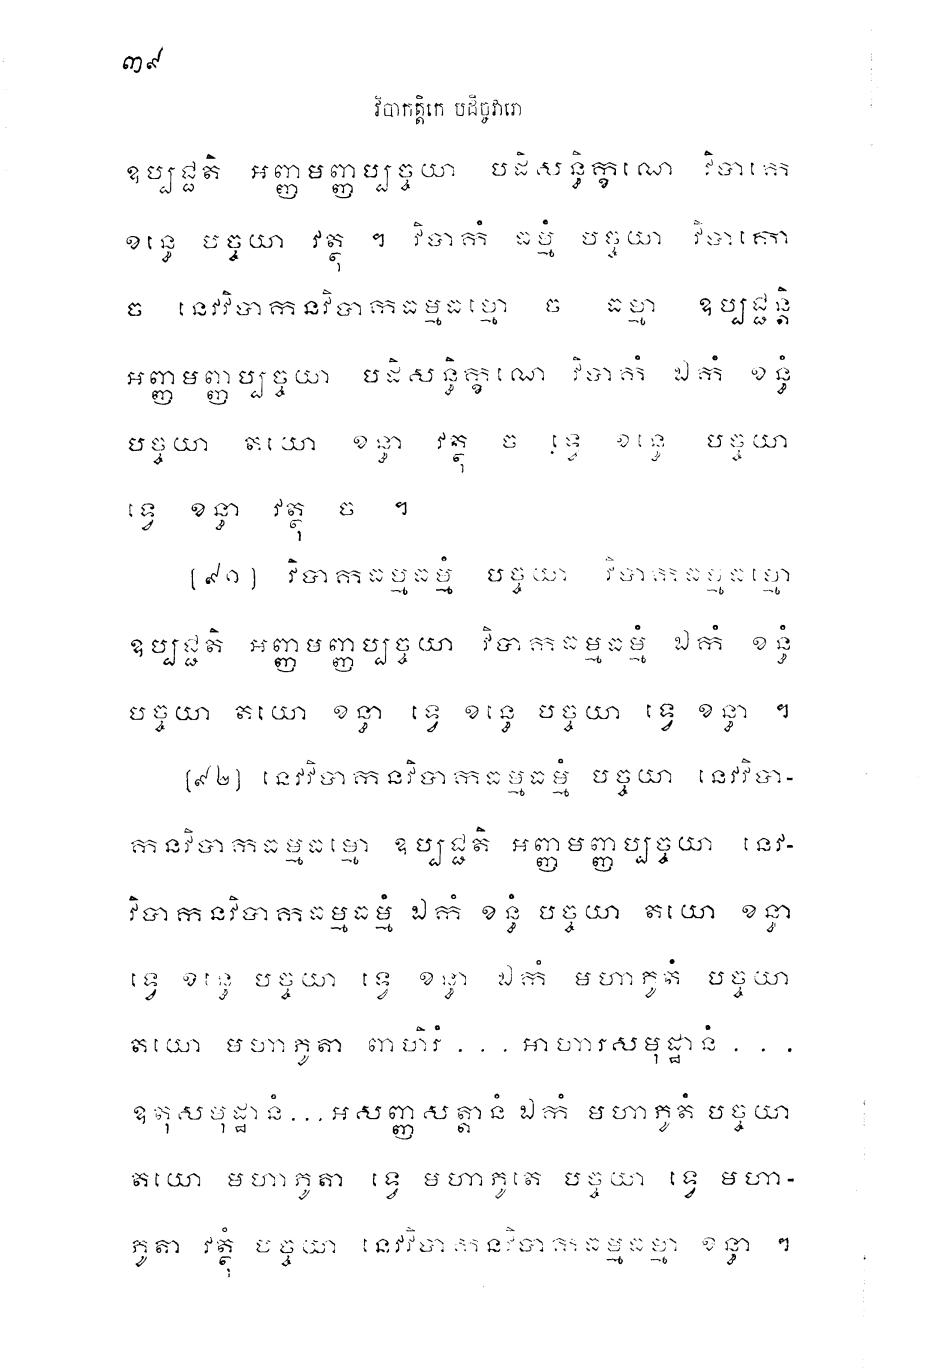 ៣៩
វិបាកត្តិកេ បដិច្ចវារោ
ឧប្បជ្ជតិ អញ្ញមញ្ញប្បច្ចយា បដិសន្ធិក្ខណេ វិបាកេ
ខន្ធេ បច្ចយា វត្ថុ ។ វិបាកំ ធម្មំ បច្ចយា វិបាកោ
ច នេវវិបាកនវិបាកធម្មធម្មោ ច ធម្មា ឧប្បជ្ជន្តិ
អញ្ញមញ្ញប្បច្ចយា បដិសន្ធិក្ខណេ វិបាកំ ឯកំ ខន្ធំ
បច្ចយា តយោ ខន្ធា វត្ថុ ច ទ្វេ ខន្ធេ បច្ចយា
ទ្វេ ខន្ធា វត្ថុ ច ។
[៩១] វិបាកធម្មធម្មំ បច្ចយា វិបាកធម្មធម្មោ
ឧប្បជ្ជតិ អញ្ញមញ្ញប្បច្ចយា វិបាកធម្មធម្មំ ឯកំ ខន្ធំ
បច្ចយា តយោ ខន្ធា ទ្វេ ខន្ធេ បច្ចយា ទ្វេ ខន្ធា ។
[៩២] នេវវិបាកនវិបាកធម្មធម្មំ បច្ចយា នេវវិបា-
កនវិបាកធម្មធម្មោ ឧប្បជ្ជតិ អញ្ញមញ្ញប្បច្ចយា នេវ-
វិបាកនវិបាកធម្មធម្មំ ឯកំ ខន្ធំ បច្ចយា តយោ ខន្ធា
ទ្វេ ខន្ធេ បច្ចយា ទ្វេ ខន្ធា ឯកំ មហាភូតំ បច្ចយា
តយោ មហាភូតា ពាហិរំ . . . អាហារសមុដ្ឋានំ . . .
ឧតុសមុដ្ឋានំ...អសញ្ញសត្តានំ ឯកំ មហាភូតំ បច្ចយា
តយោ មហាភូតា ទ្វេ មហាភូតេ បច្ចយា ទ្វេ មហា-
ភូតា វត្ថុំ បច្ចយា នេវវិបាកនវិបាកធម្មធម្មា ខន្ធា ។